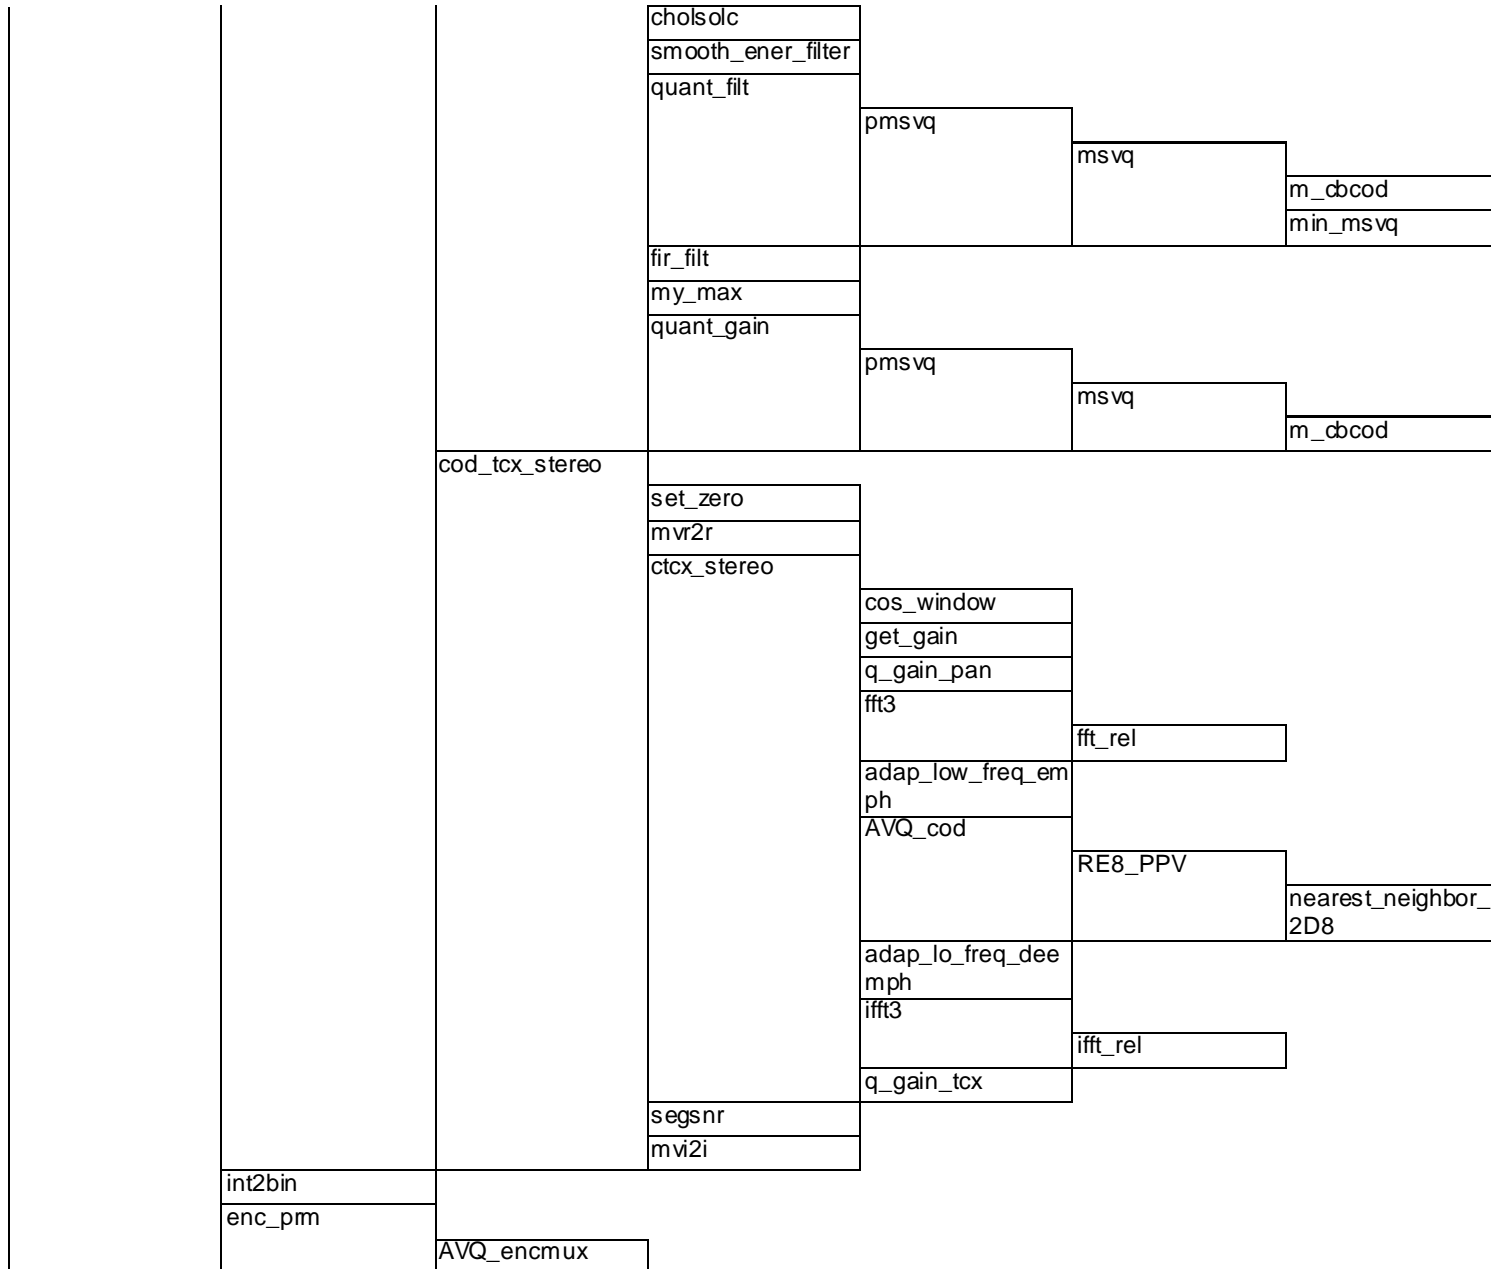 cholsolc
smooth_ener_filter
quant_filt
pmsvq
msvq
m_cbcod
min_msvq
fir_filt
my_max
quant_gain
pmsvq
msvq
m_cbcod
cod_tcx_stereo
set_zero
mvr2r
ctcx_stereo
cos_window
get_gain
q_gain_pan
fft3
fft_rel
adap_low_freq_em
ph
AVQ_cod
RE8_PPV
nearest_neighbor_
2D8
adap_lo_freq_dee
mph
ifft3
ifft_rel
q_gain_tcx
segsnr
mvi2i
int2bin
enc_prm
AVQ_encmux